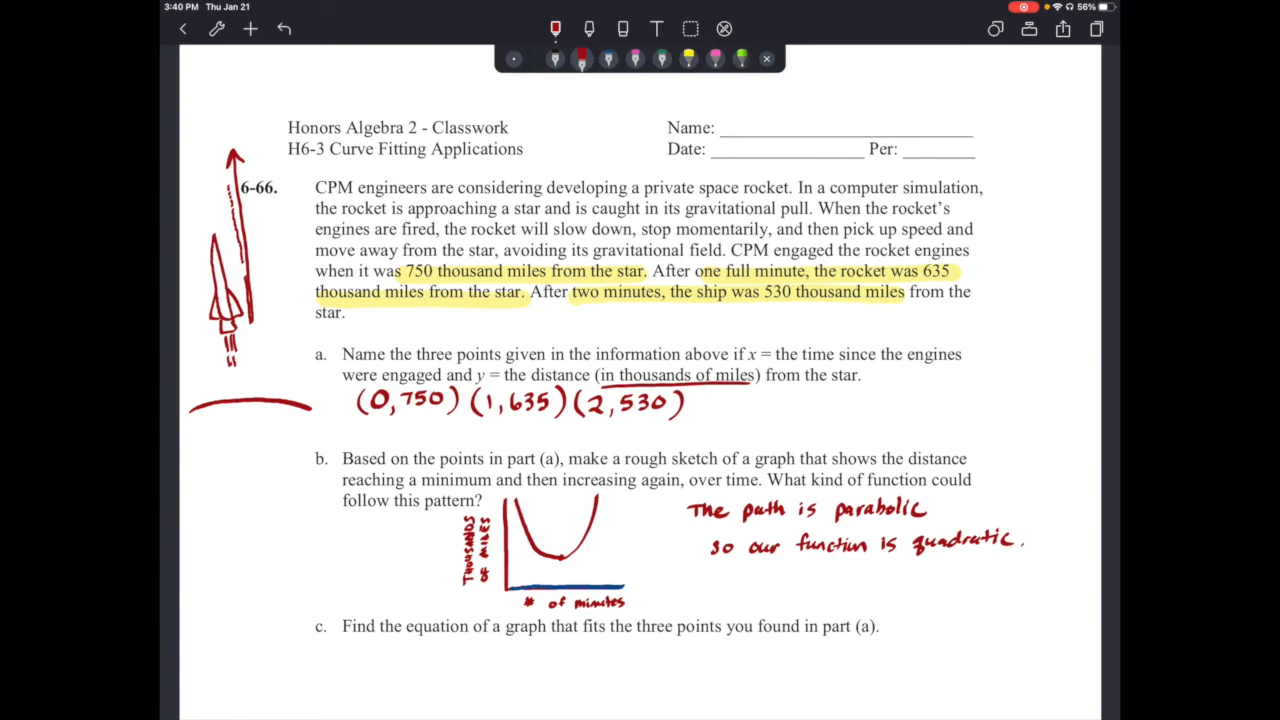 3:40 PM Thu Jan 21
56%
Honors Algebra 2 - Classwork
Name: ____________________
H6-3 Curve Fitting Applications
Date: ____________ Per: ______
6-66. CPM engineers are considering developing a private space rocket. In a computer simulation,
the rocket is approaching a star and is caught in its gravitational pull. When the rocket's
engines are fired, the rocket will slow down, stop momentarily, and then pick up speed and
move away from the star, avoiding its gravitational field. CPM engaged the rocket engines
when it was 750 thousand miles from the star. After one full minute, the rocket was 635
thousand miles from the star. After two minutes, the ship was 530 thousand miles from the
star.
a. Name the three points given in the information above if x = the time since the engines
were engaged and y = the distance (in thousands of miles) from the star.
(0,750) (1,635) (2,530)
b. Based on the points in part (a), make a rough sketch of a graph that shows the distance
reaching a minimum and then increasing again, over time. What kind of function could
follow this pattern?
The path is parabolic
so our function is quadratic.
THOUSANDS
OF MILES
# of minutes
c. Find the equation of a graph that fits the three points you found in part (a).